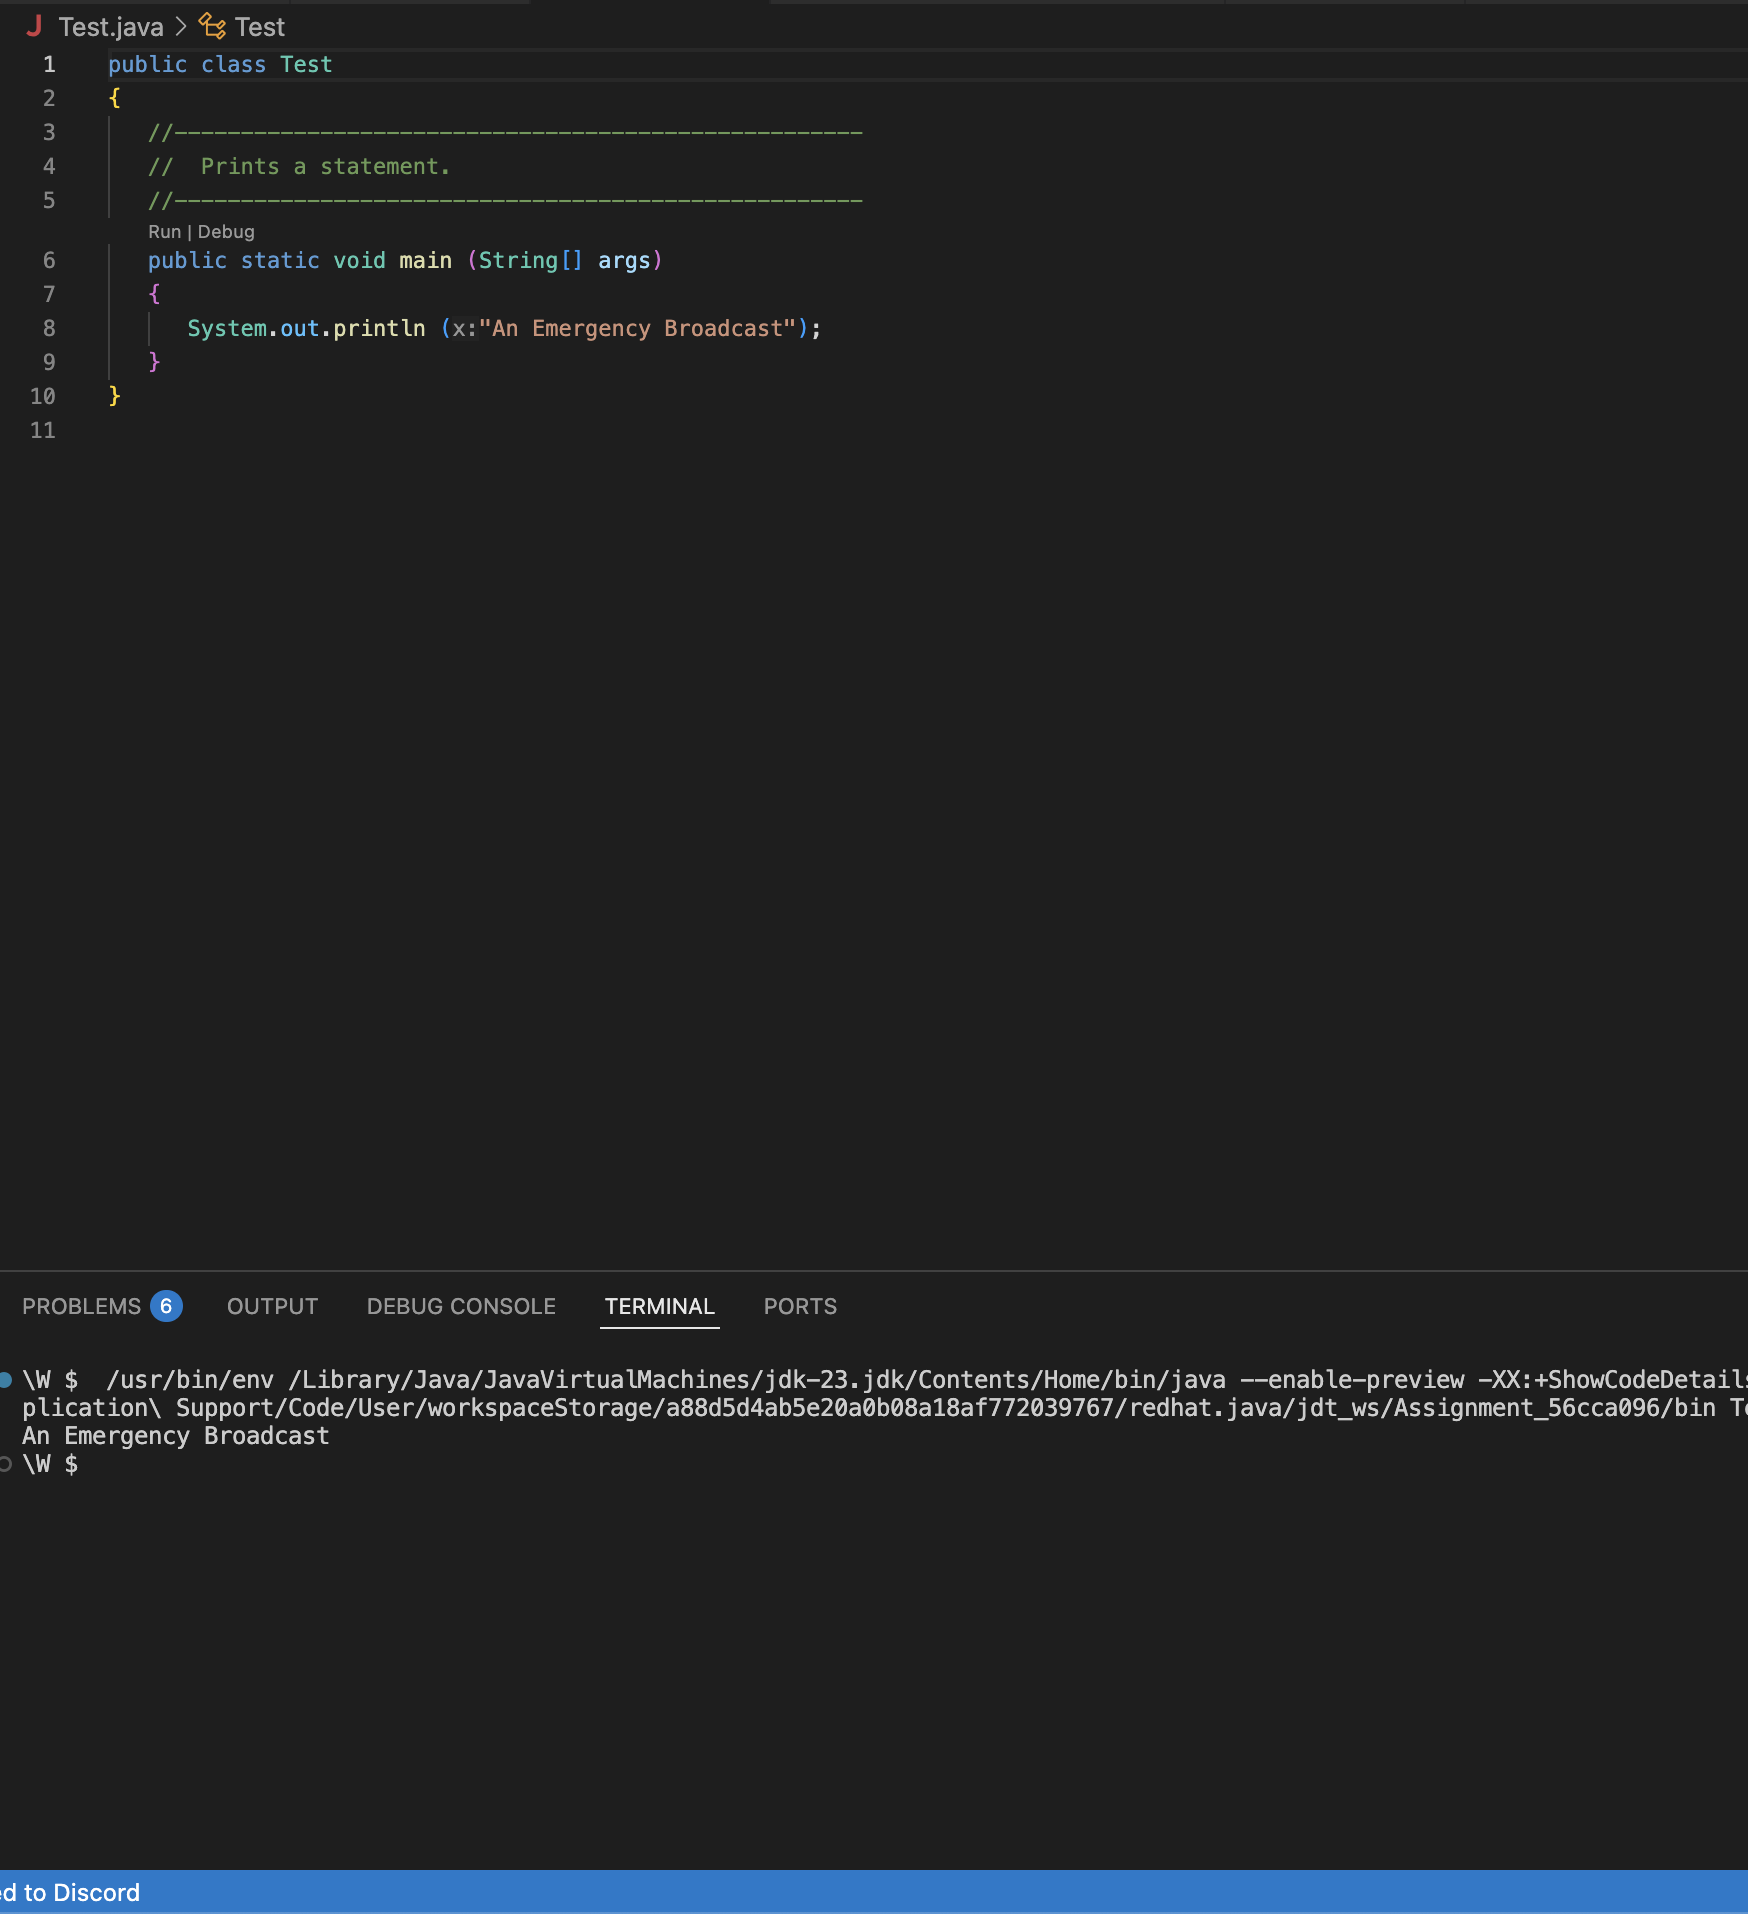 Test.java > Test
1 public class Test
2 {
3 //----------------------------------------------------
4 //  Prints a statement.
5 //----------------------------------------------------
Run | Debug
6 public static void main (String[] args)
7 {
8 System.out.println (x:"An Emergency Broadcast");
9 }
10 }
11
PROBLEMS 6 OUTPUT DEBUG CONSOLE TERMINAL PORTS
\W $  /usr/bin/env /Library/Java/JavaVirtualMachines/jdk-23.jdk/Contents/Home/bin/java --enable-preview -XX:+ShowCodeDetails
plication\ Support/Code/User/workspaceStorage/a88d5d4ab5e20a0b08a18af772039767/redhat.java/jdt_ws/Assignment_56cca096/bin Te
An Emergency Broadcast
\W $
ed to Discord